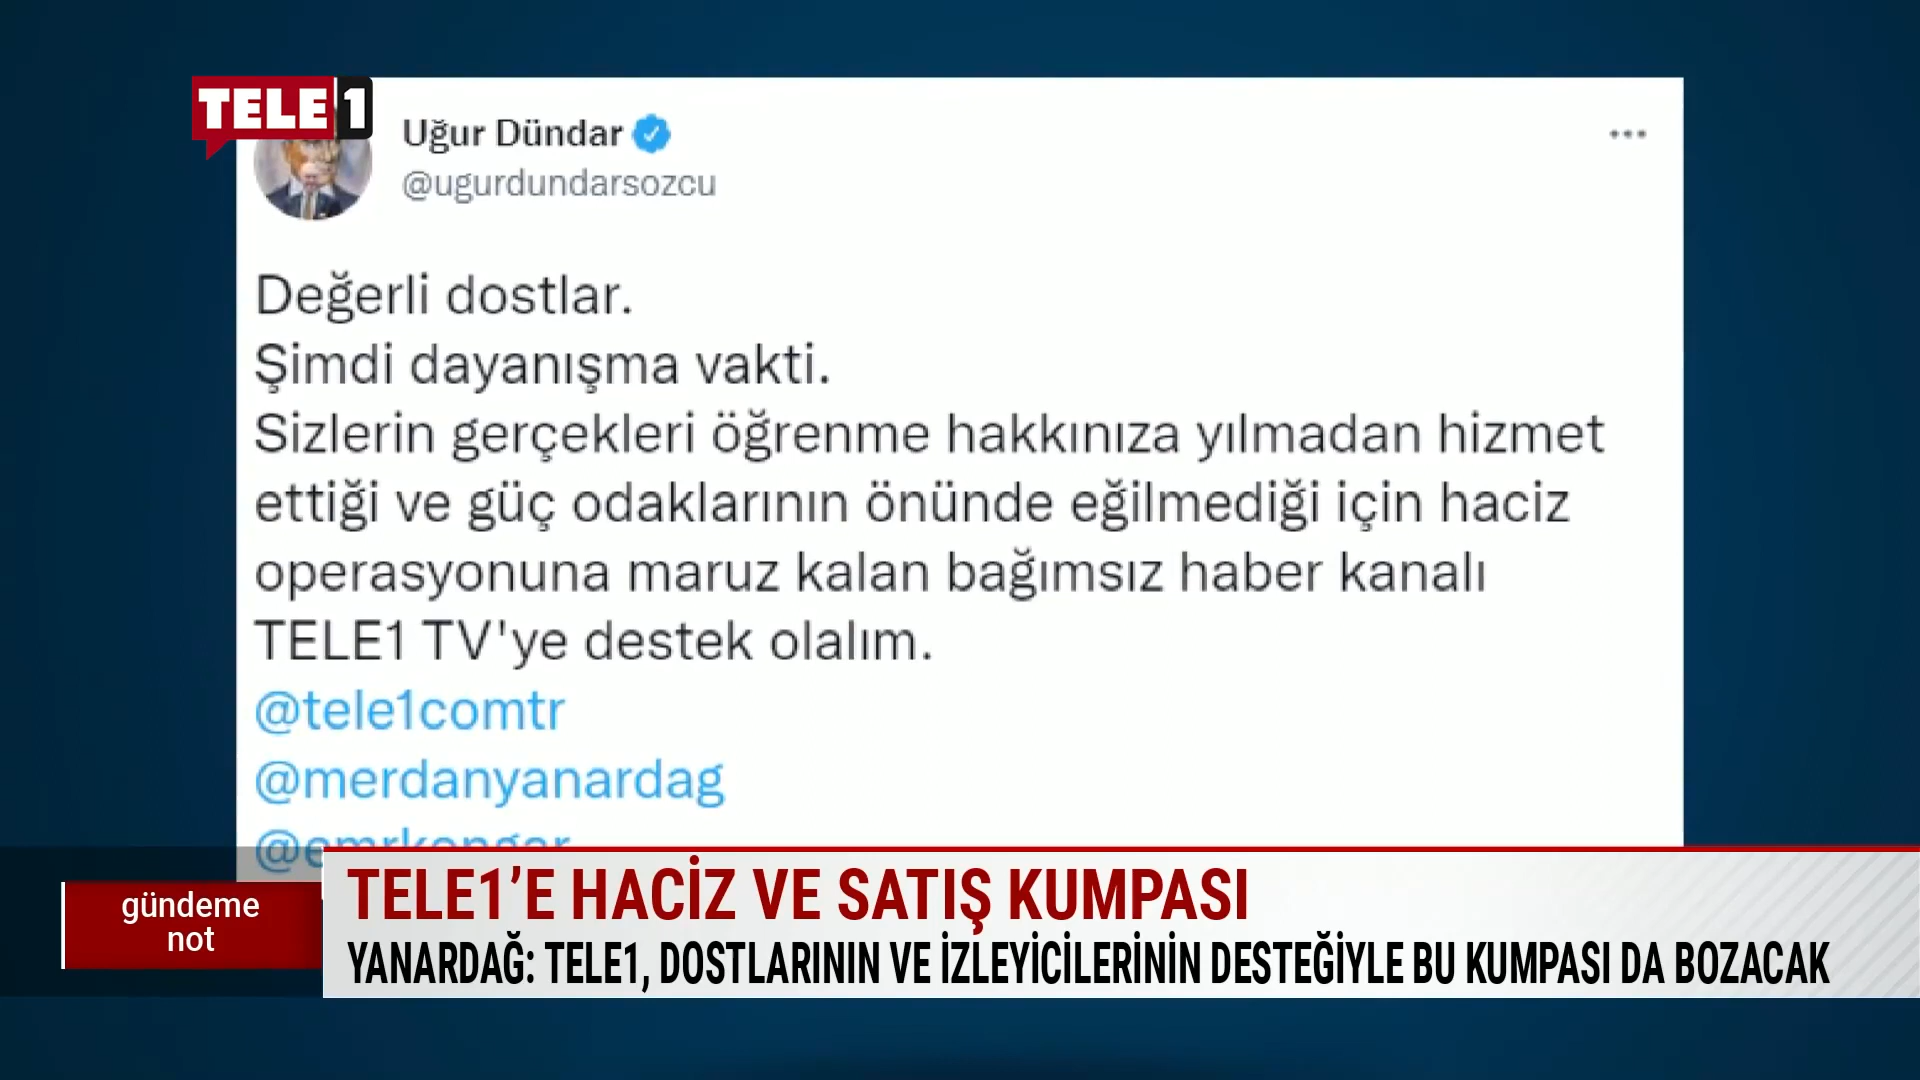 TELE1
Uğur Dündar
@ugurdundarsozcu
Değerli dostlar.
Şimdi dayanışma vakti.
Sizlerin gerçekleri öğrenme hakkınıza yılmadan hizmet
ettiği ve güç odaklarının önünde eğilmediği için haciz
operasyonuna maruz kalan bağımsız haber kanalı
TELE1 TV'ye destek olalım.
@tele1comtr
@merdanyanardag
@emrkongar
gündeme
not
TELE1’E HACİZ VE SATIŞ KUMPASI
YANARDAĞ: TELE1, DOSTLARININ VE İZLEYİCİLERİNİN DESTEĞİYLE BU KUMPASI DA BOZACAK